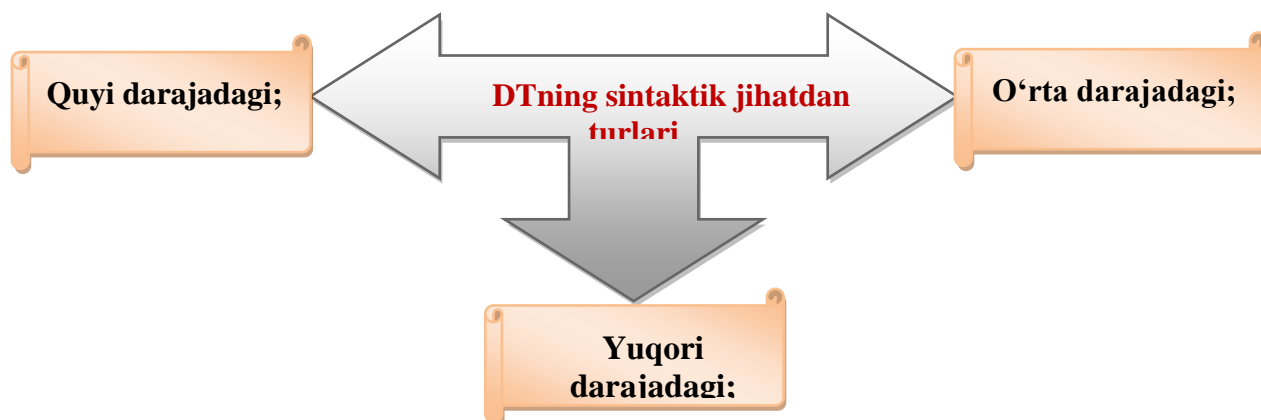 Quyi darajadagi;
DTning sintaktik jihatdan
turlari
O‘rta darajadagi;
Yuqori
darajadagi;